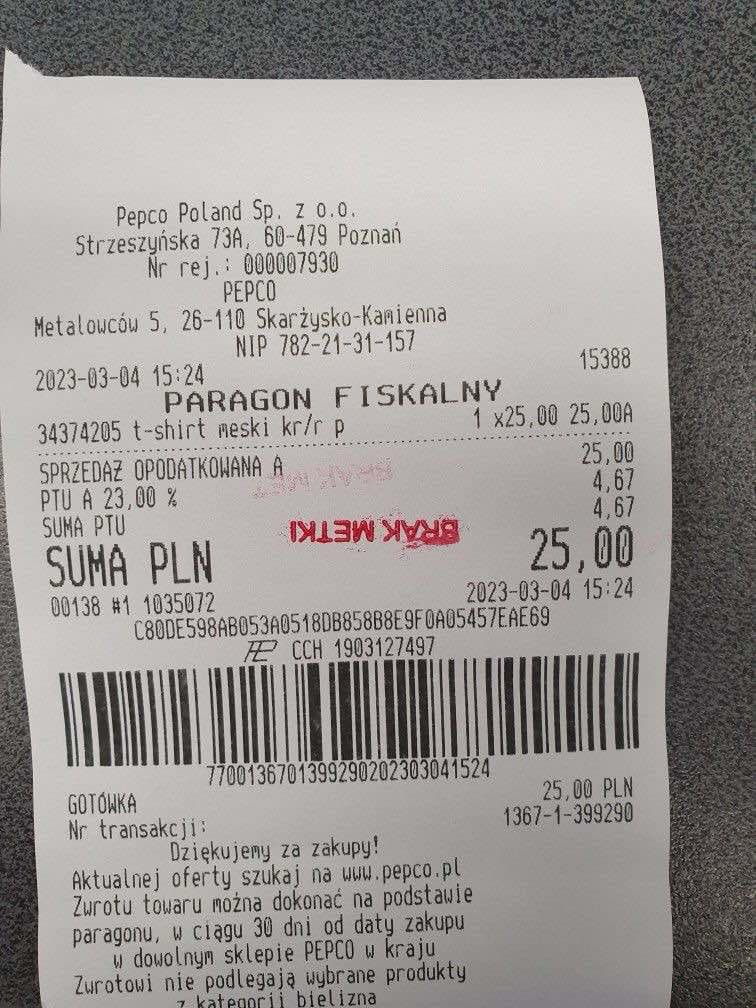 Pepco Poland Sp. z o.o.
Strzeszyńska 73A, 60-479 Poznań
Nr rej.: 000007930
PEPCO
Metalowców 5, 26-110 Skarżysko-Kamienna
NIP 782-21-31-157
2023-03-04 15:24 15388
PARAGON FISKALNY
34374205 t-shirt meski kr/r p 1 x25,00 25,00A
SPRZEDAŻ OPODATKOWANA A 25,00
BRAK MET
PTU A 23,00 % 4,67
SUMA PTU 4,67
BRAK METKI
SUMA PLN 25,00
00138 #1 1035072 2023-03-04 15:24
C80DE598AB053A0518DB858B8E9F0A05457EAE69
CCH 1903127497
7700136701399290202303041524
GOTÓWKA 25,00 PLN
Nr transakcji: 1367-1-399290
Dziękujemy za zakupy!
Aktualnej oferty szukaj na www.pepco.pl
Zwrotu towaru można dokonać na podstawie
paragonu, w ciągu 30 dni od daty zakupu
w dowolnym sklepie PEPCO w kraju
Zwrotowi nie podlegają wybrane produkty
z kategorii bielizna